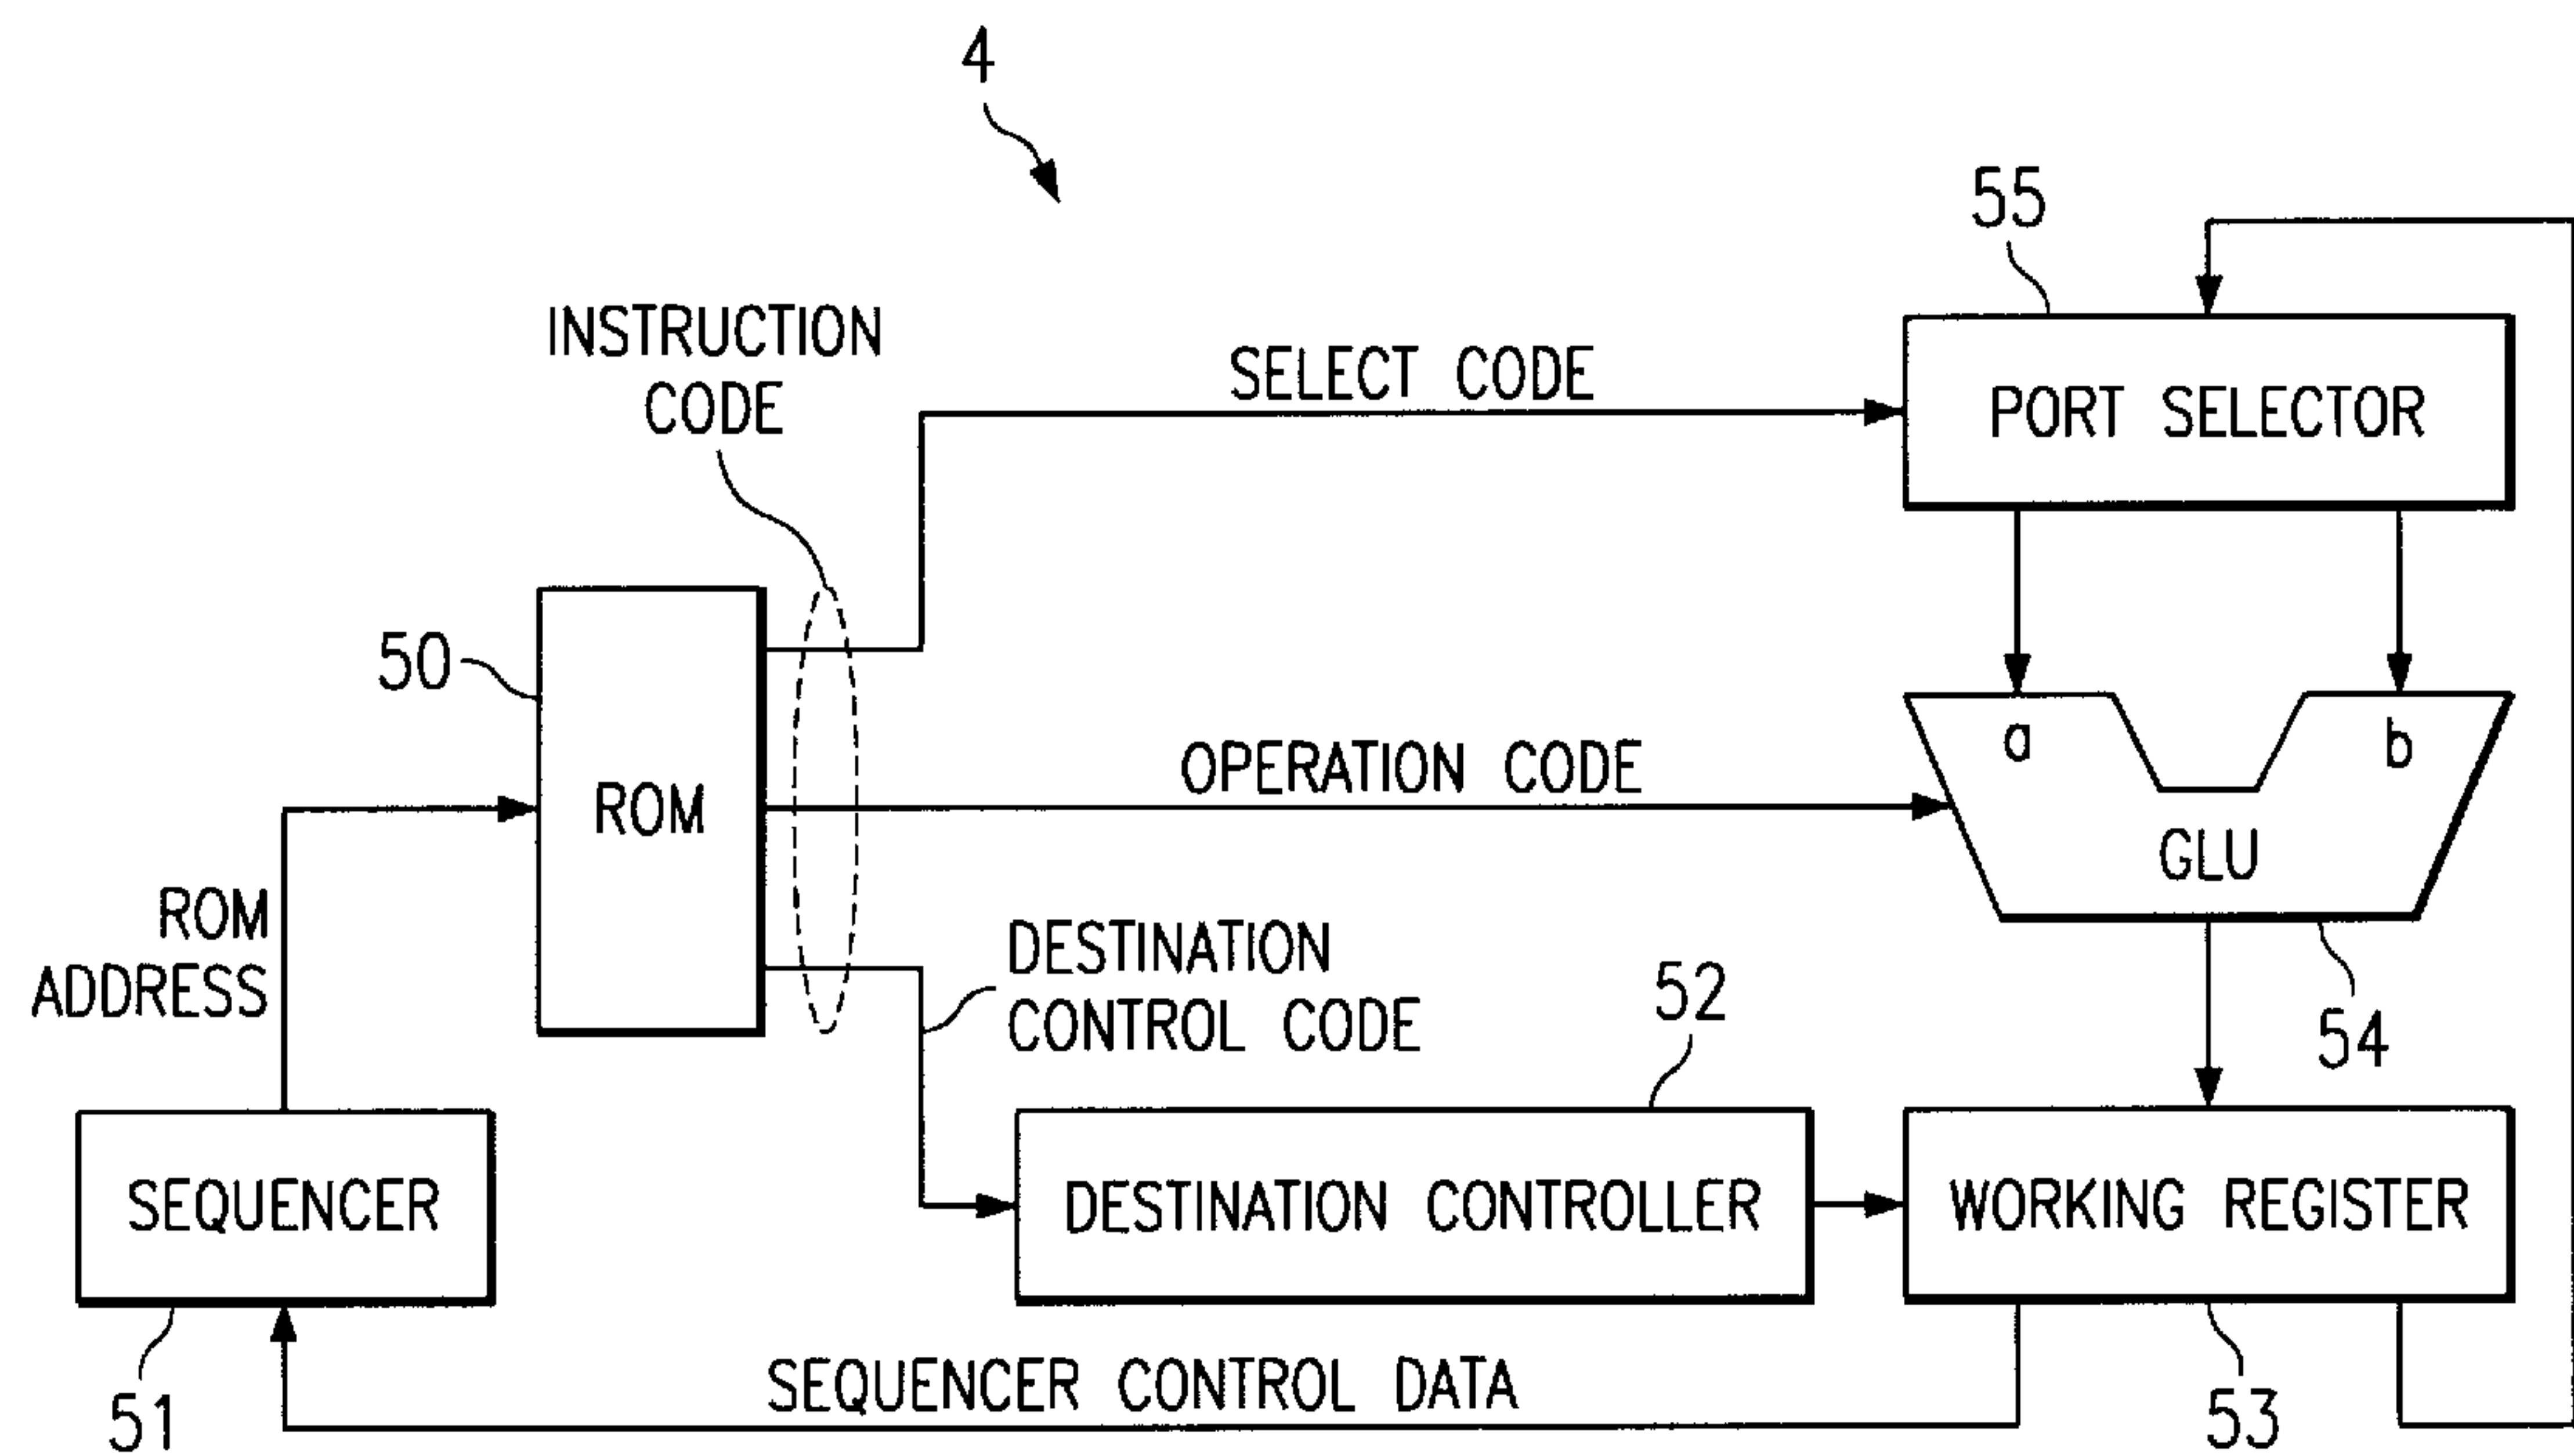 4
55
INSTRUCTION
CODE
SELECT CODE
PORT SELECTOR
50
ROM
OPERATION CODE
a
b
GLU
ROM
ADDRESS
DESTINATION
CONTROL CODE
52
54
SEQUENCER
DESTINATION CONTROLLER
WORKING REGISTER
51
SEQUENCER CONTROL DATA
53